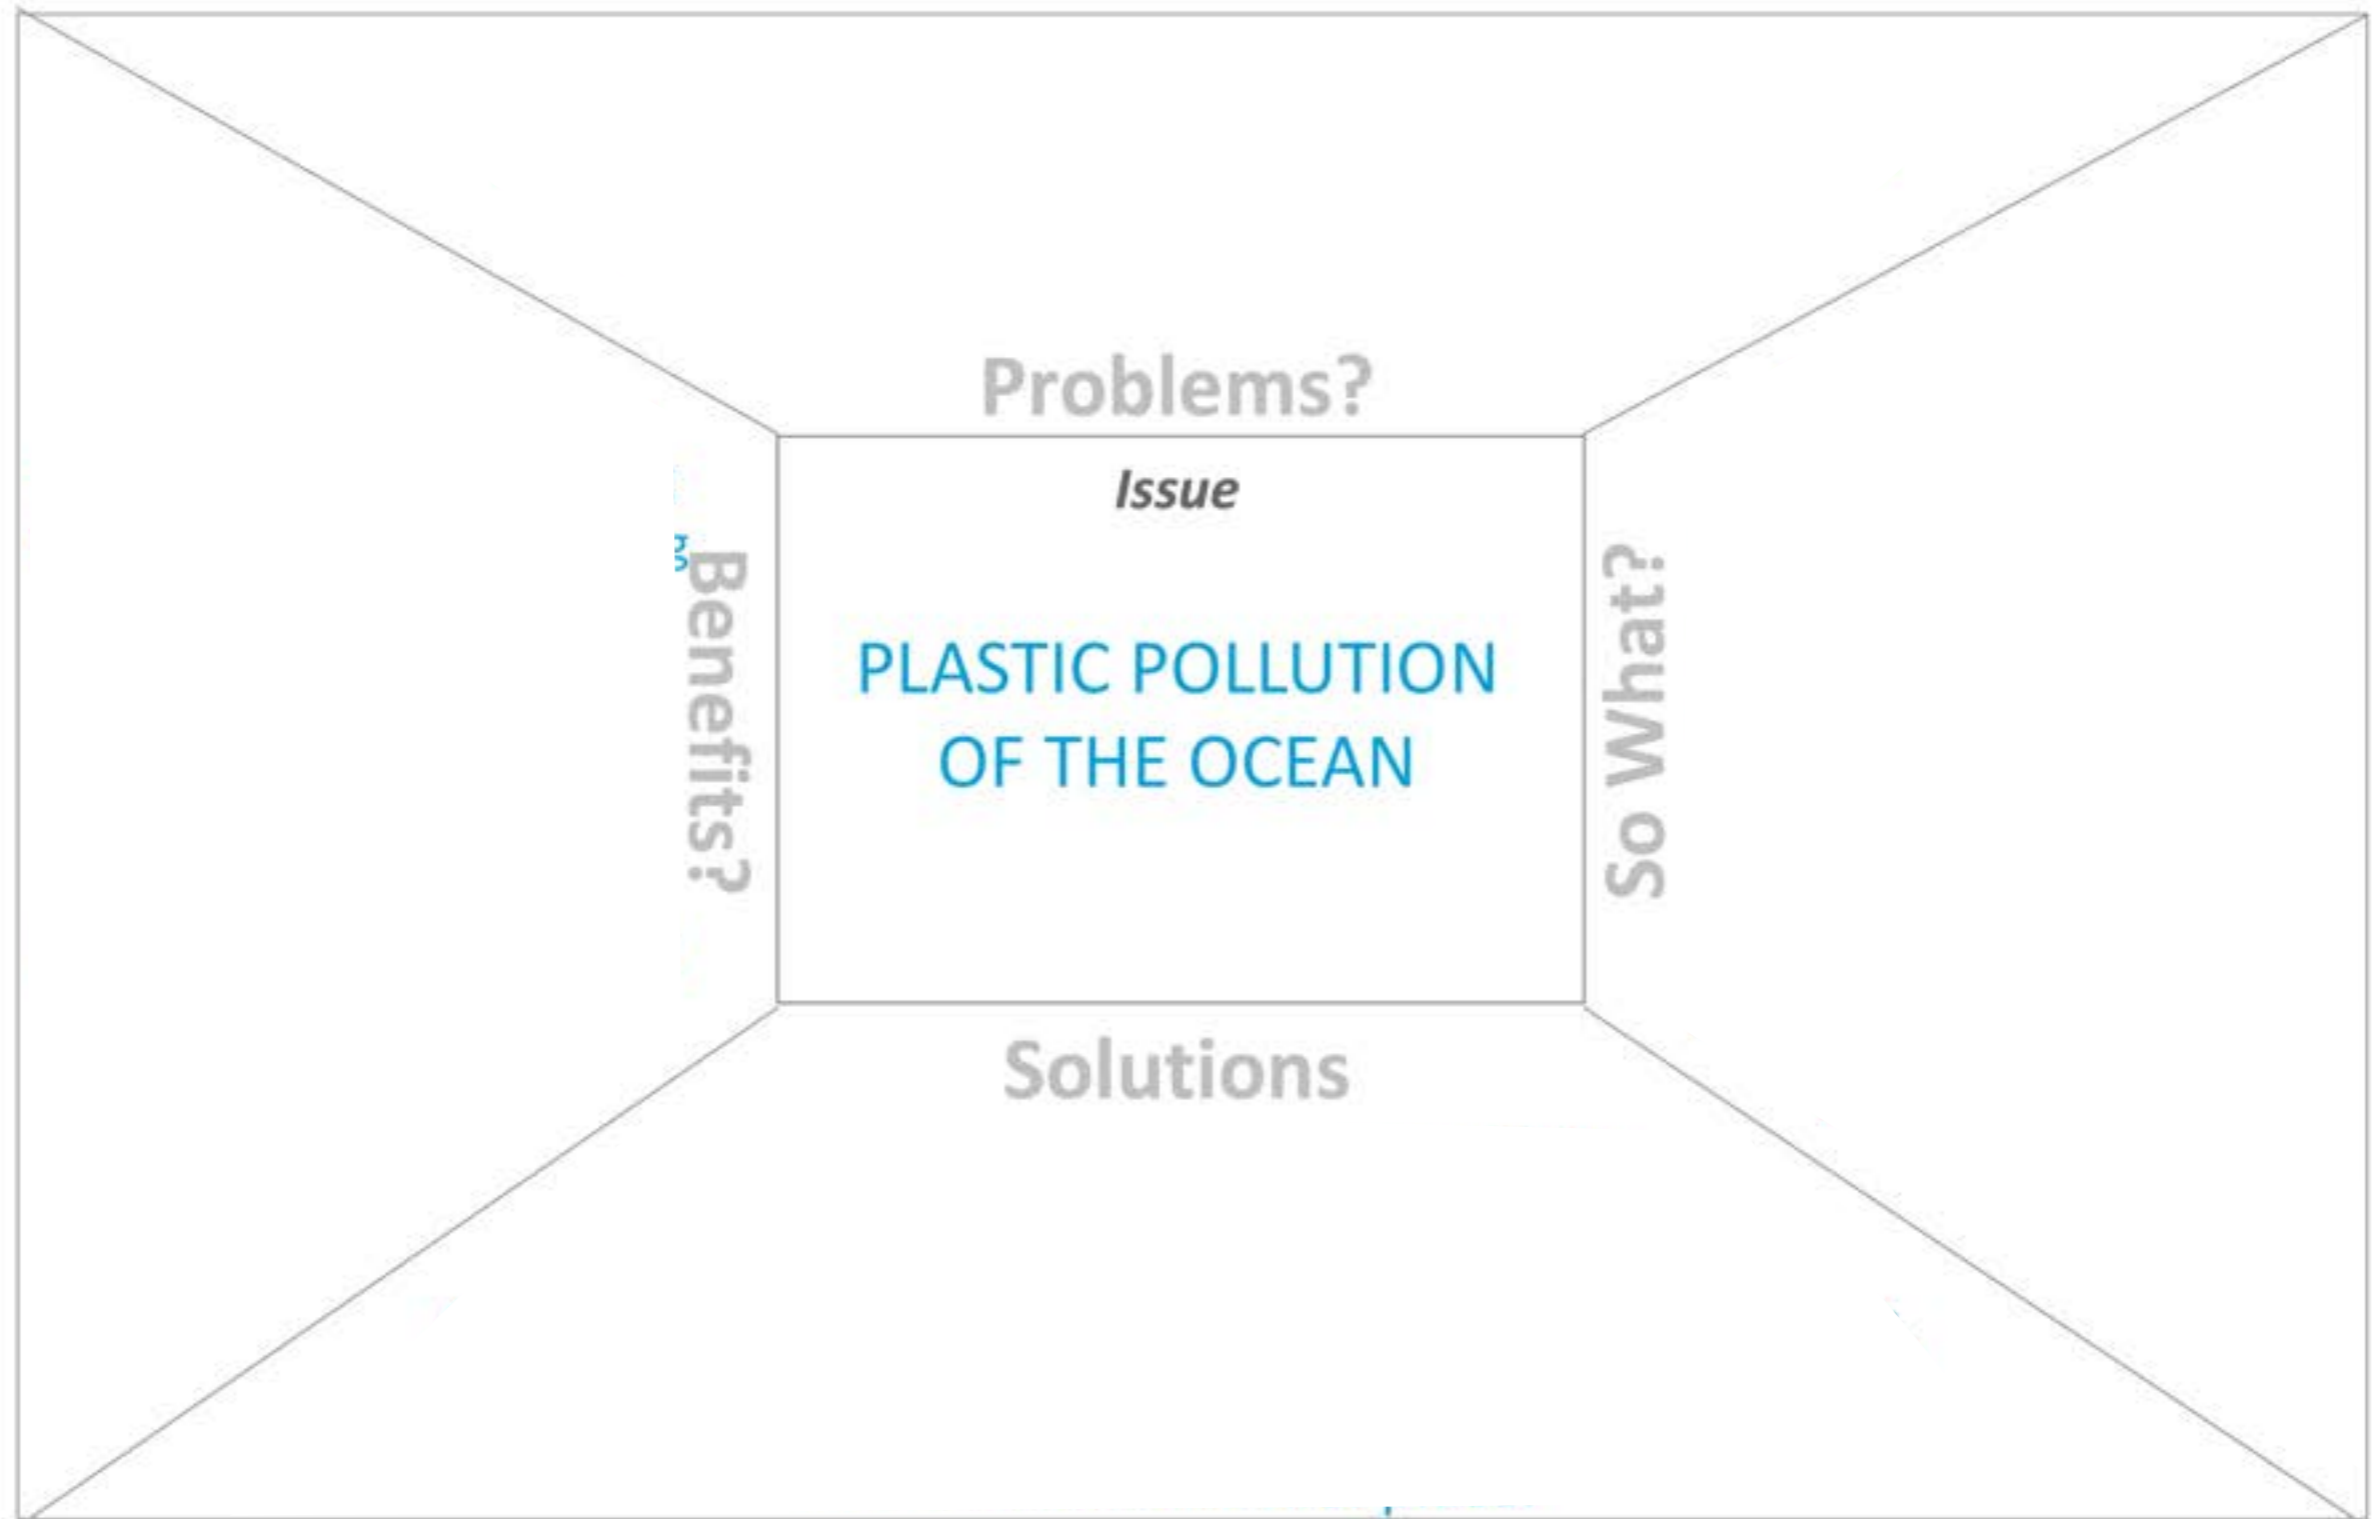 Problems?
Issue
Benefits?
PLASTIC POLLUTION
OF THE OCEAN
So What?
Solutions